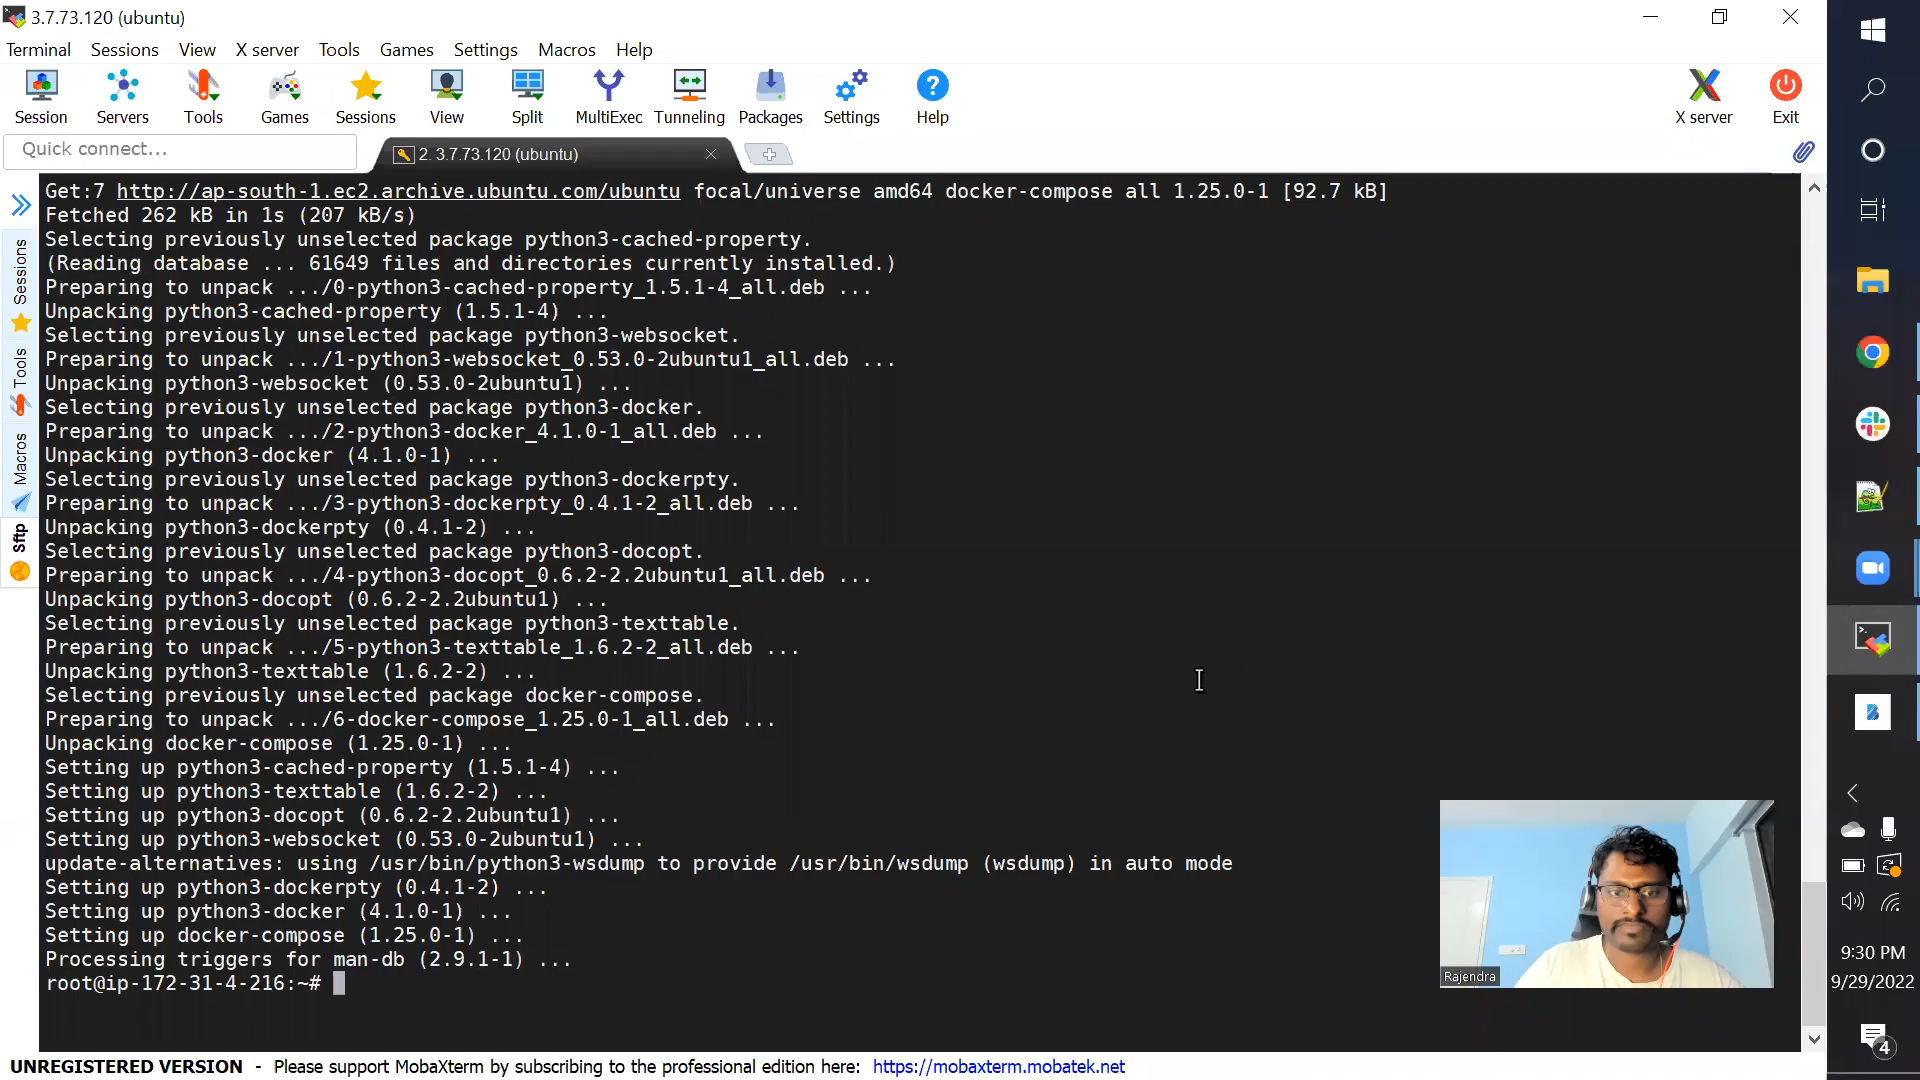 3.7.73.120 (ubuntu)
Terminal Sessions View X server Tools Games Settings Macros Help
Session Servers Tools Games Sessions View Split MultiExec Tunneling Packages Settings Help X server Exit
Quick connect...
2. 3.7.73.120 (ubuntu)
Sessions
Tools
Macros
Sftp
Get:7 http://ap-south-1.ec2.archive.ubuntu.com/ubuntu focal/universe amd64 docker-compose all 1.25.0-1 [92.7 kB]
Fetched 262 kB in 1s (207 kB/s)
Selecting previously unselected package python3-cached-property.
(Reading database ... 61649 files and directories currently installed.)
Preparing to unpack .../0-python3-cached-property_1.5.1-4_all.deb ...
Unpacking python3-cached-property (1.5.1-4) ...
Selecting previously unselected package python3-websocket.
Preparing to unpack .../1-python3-websocket_0.53.0-2ubuntu1_all.deb ...
Unpacking python3-websocket (0.53.0-2ubuntu1) ...
Selecting previously unselected package python3-docker.
Preparing to unpack .../2-python3-docker_4.1.0-1_all.deb ...
Unpacking python3-docker (4.1.0-1) ...
Selecting previously unselected package python3-dockerpty.
Preparing to unpack .../3-python3-dockerpty_0.4.1-2_all.deb ...
Unpacking python3-dockerpty (0.4.1-2) ...
Selecting previously unselected package python3-docopt.
Preparing to unpack .../4-python3-docopt_0.6.2-2.2ubuntu1_all.deb ...
Unpacking python3-docopt (0.6.2-2.2ubuntu1) ...
Selecting previously unselected package python3-texttable.
Preparing to unpack .../5-python3-texttable_1.6.2-2_all.deb ...
Unpacking python3-texttable (1.6.2-2) ...
Selecting previously unselected package docker-compose.
Preparing to unpack .../6-docker-compose_1.25.0-1_all.deb ...
Unpacking docker-compose (1.25.0-1) ...
Setting up python3-cached-property (1.5.1-4) ...
Setting up python3-texttable (1.6.2-2) ...
Setting up python3-docopt (0.6.2-2.2ubuntu1) ...
Setting up python3-websocket (0.53.0-2ubuntu1) ...
update-alternatives: using /usr/bin/python3-wsdump to provide /usr/bin/wsdump (wsdump) in auto mode
Setting up python3-dockerpty (0.4.1-2) ...
Setting up python3-docker (4.1.0-1) ...
Setting up docker-compose (1.25.0-1) ...
Processing triggers for man-db (2.9.1-1) ...
root@ip-172-31-4-216:~#
Rajendra
9:30 PM
9/29/2022
4
UNREGISTERED VERSION - Please support MobaXterm by subscribing to the professional edition here: https://mobaxterm.mobatek.net